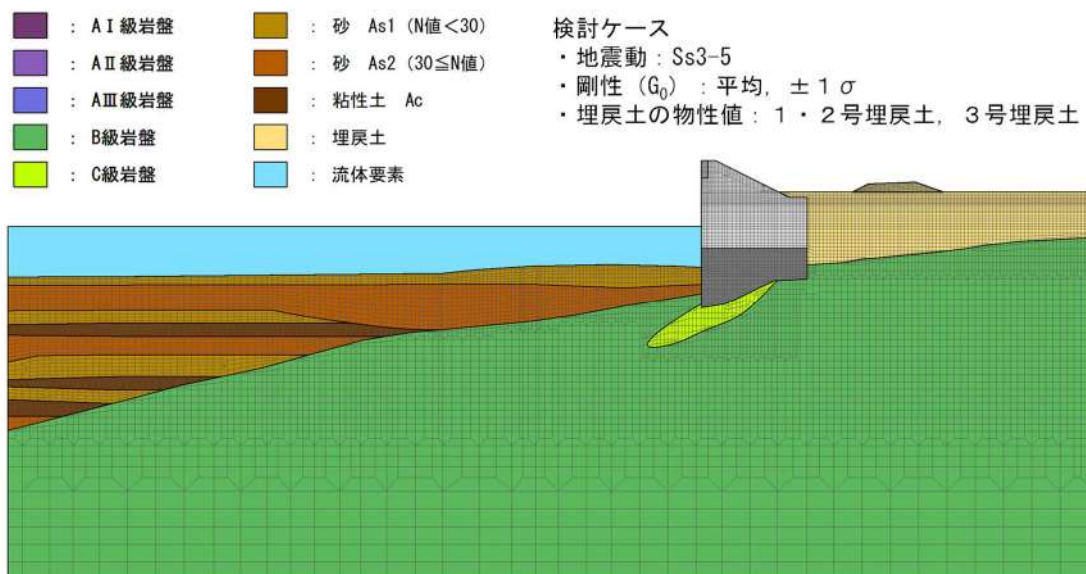 ： AⅠ級岩盤
： AⅡ級岩盤
： AⅢ級岩盤
： B級岩盤
： C級岩盤
： 砂 As1（N値＜30）
： 砂 As2（30≦N値）
： 粘性土 Ac
： 埋戻土
： 流体要素
検討ケース
・地震動：Ss3-5
・剛性（G₀）：平均，±1σ
・埋戻土の物性値：1・2号埋戻土，3号埋戻土